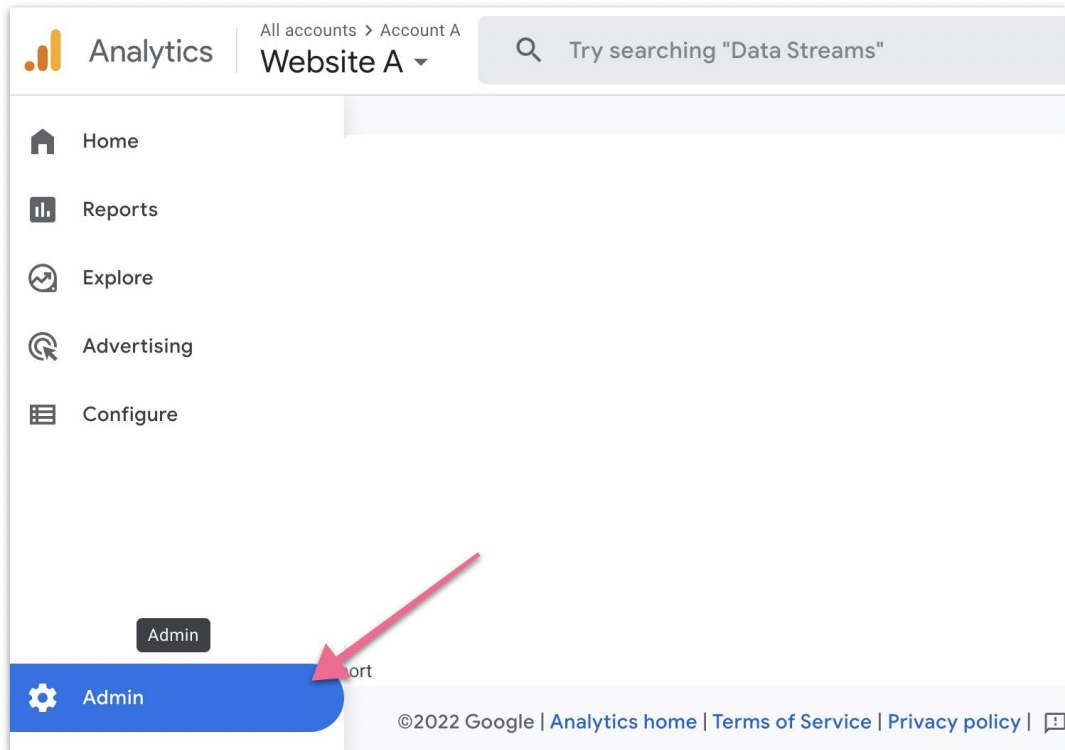 Analytics
All accounts > Account A
Website A
Try searching "Data Streams"
Home
Reports
Explore
Advertising
Configure
Admin
Admin
©2022 Google | Analytics home | Terms of Service | Privacy policy |